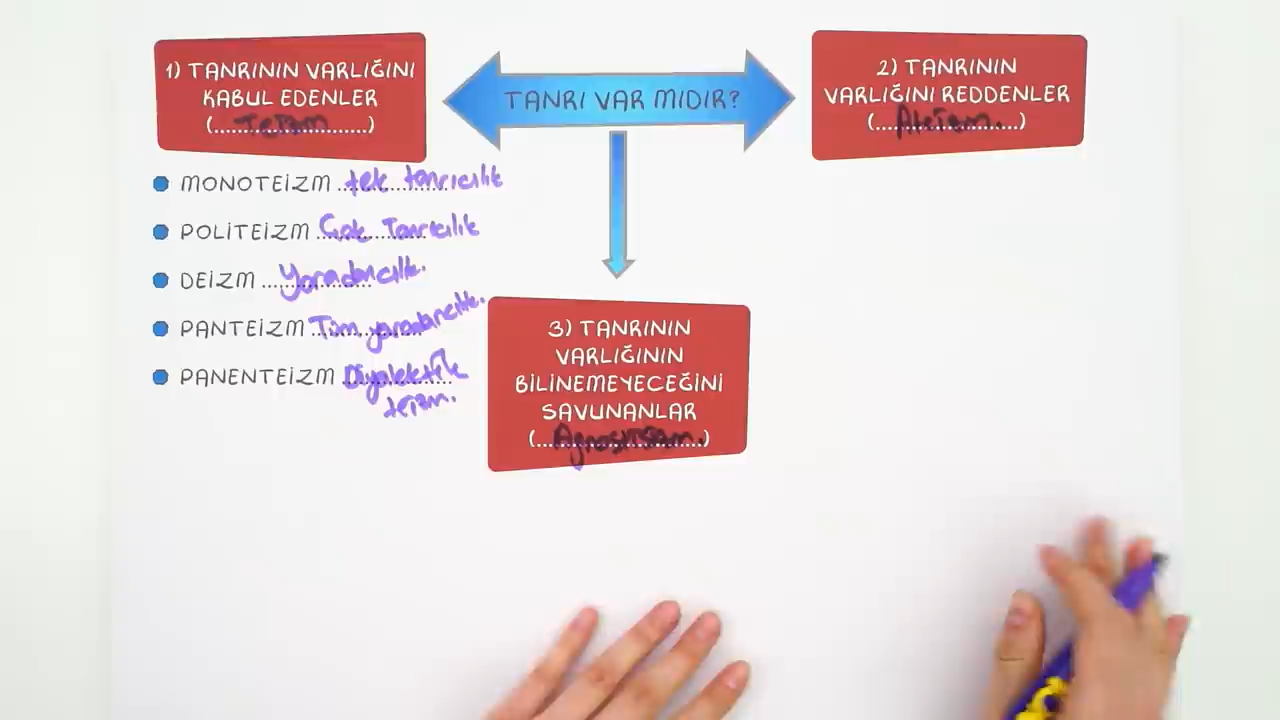 TANRI VAR MIDIR?
1) TANRININ VARLIĞINI
KABUL EDENLER
(....Teizm....)
MONOTEİZM tek tanrıcılık
POLİTEİZM Çok Tanrıcılık
DEİZM Yaradancılık.
PANTEİZM Tüm yaradancılık.
PANENTEİZM Diyalektik
teizm.
2) TANRININ
VARLIĞINI REDDENLER
(....Ateizm....)
3) TANRININ
VARLIĞININ
BİLİNEMEYECEĞİNİ
SAVUNANLAR
(....Agnostisizm....)